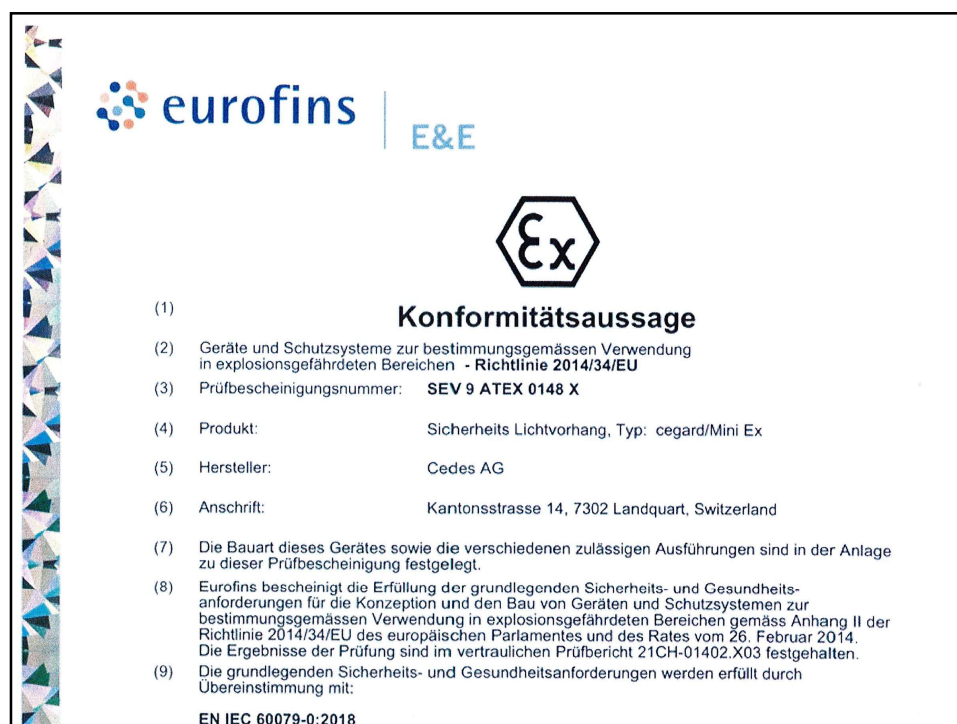 eurofins
E&E
Ex
(1) Konformitätsaussage
(2) Geräte und Schutzsysteme zur bestimmungsgemässen Verwendung
in explosionsgefährdeten Bereichen - Richtlinie 2014/34/EU
(3) Prüfbescheinigungsnummer: SEV 9 ATEX 0148 X
(4) Produkt: Sicherheits Lichtvorhang, Typ: cegard/Mini Ex
(5) Hersteller: Cedes AG
(6) Anschrift: Kantonsstrasse 14, 7302 Landquart, Switzerland
(7) Die Bauart dieses Gerätes sowie die verschiedenen zulässigen Ausführungen sind in der Anlage
zu dieser Prüfbescheinigung festgelegt.
(8) Eurofins bescheinigt die Erfüllung der grundlegenden Sicherheits- und Gesundheits-
anforderungen für die Konzeption und den Bau von Geräten und Schutzsystemen zur
bestimmungsgemässen Verwendung in explosionsgefährdeten Bereichen gemäss Anhang II der
Richtlinie 2014/34/EU des europäischen Parlamentes und des Rates vom 26. Februar 2014.
Die Ergebnisse der Prüfung sind im vertraulichen Prüfbericht 21CH-01402.X03 festgehalten.
(9) Die grundlegenden Sicherheits- und Gesundheitsanforderungen werden erfüllt durch
Übereinstimmung mit:
EN IEC 60079-0:2018